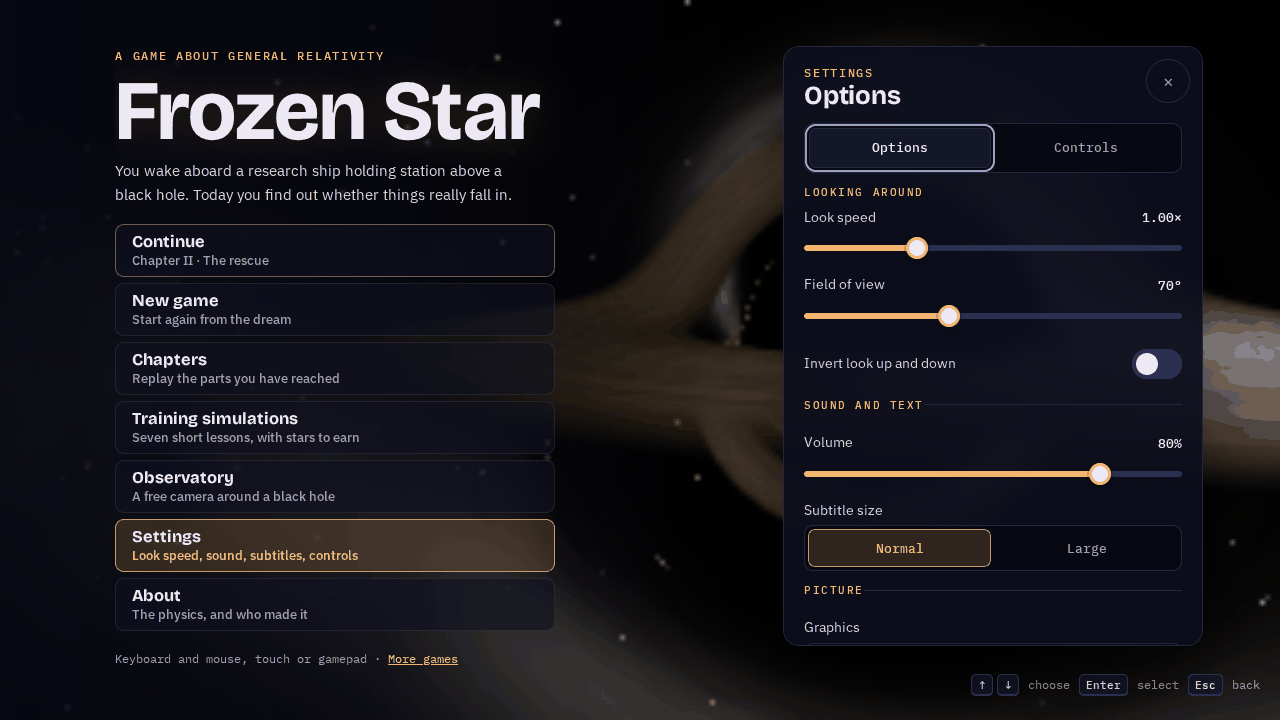 A GAME ABOUT GENERAL RELATIVITY
Frozen Star
You wake aboard a research ship holding station above a
black hole. Today you find out whether things really fall in.
Continue
Chapter II · The rescue
New game
Start again from the dream
Chapters
Replay the parts you have reached
Training simulations
Seven short lessons, with stars to earn
Observatory
A free camera around a black hole
Settings
Look speed, sound, subtitles, controls
About
The physics, and who made it
Keyboard and mouse, touch or gamepad · More games
SETTINGS
Options
×
Options Controls
LOOKING AROUND
Look speed 1.00×
Field of view 70°
Invert look up and down
SOUND AND TEXT
Volume 80%
Subtitle size
Normal Large
PICTURE
Graphics
↑ ↓ choose Enter select Esc back